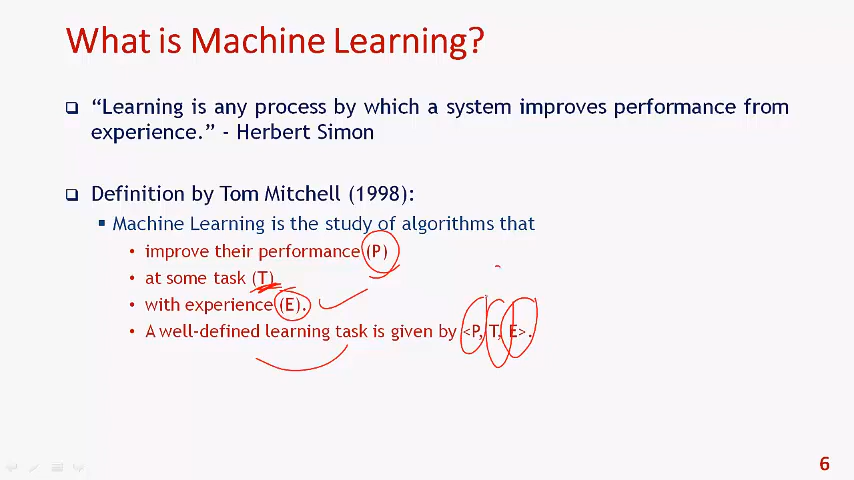 What is Machine Learning?
“Learning is any process by which a system improves performance from
experience.” - Herbert Simon
Definition by Tom Mitchell (1998):
Machine Learning is the study of algorithms that
improve their performance (P)
at some task (T)
with experience (E).
A well-defined learning task is given by <P, T, E>.
6